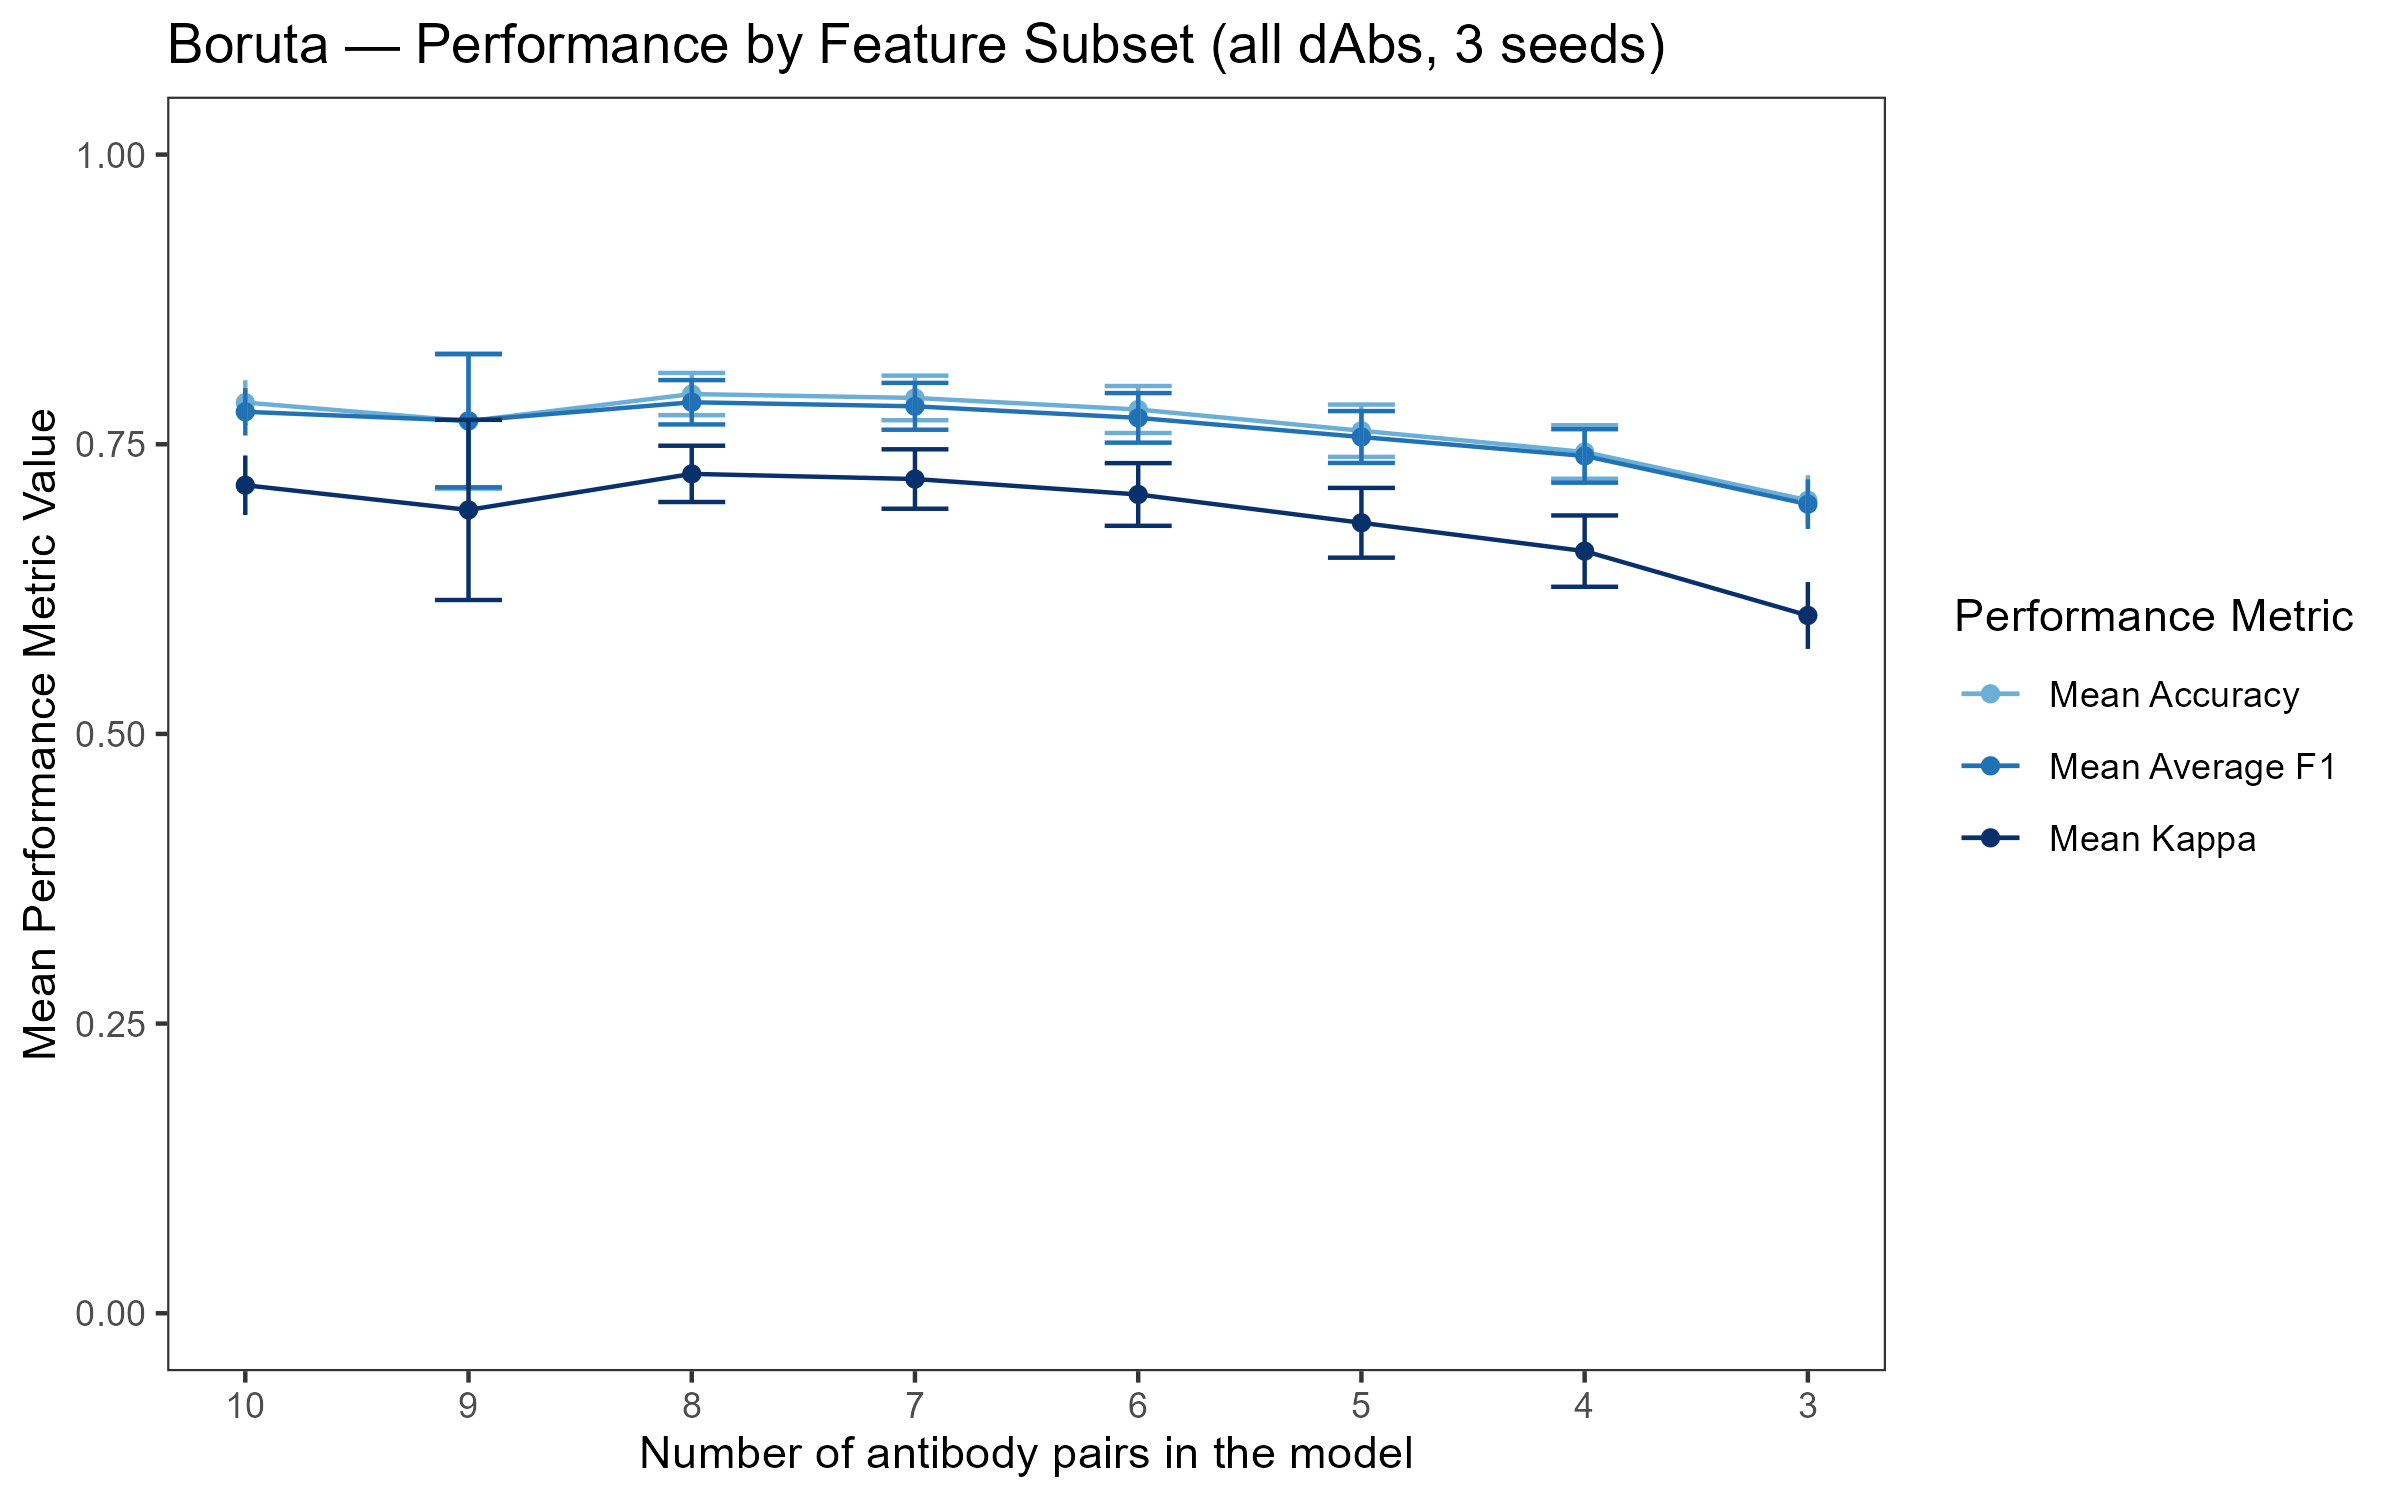 Boruta — Performance by Feature Subset (all dAbs, 3 seeds)
Mean Performance Metric Value
1.00
0.75
0.50
0.25
0.00
10 9 8 7 6 5 4 3
Number of antibody pairs in the model
Performance Metric
Mean Accuracy
Mean Average F1
Mean Kappa